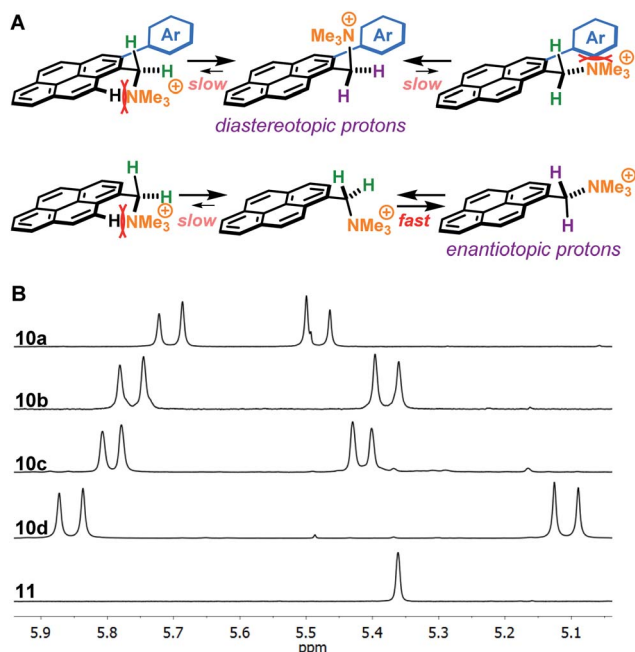 A
Ar
Me₃N⊕
Ar
H
H
Ar
H
H
H
NMe₃⊕
slow
H
H
slow
NMe₃⊕
H
diastereotopic protons
H
H
H
H
H
NMe₃⊕
H
NMe₃⊕
slow
NMe₃⊕
fast
H
enantiotopic protons
B
10a
10b
10c
10d
11
5.9 5.8 5.7 5.6 5.5 5.4 5.3 5.2 5.1
ppm